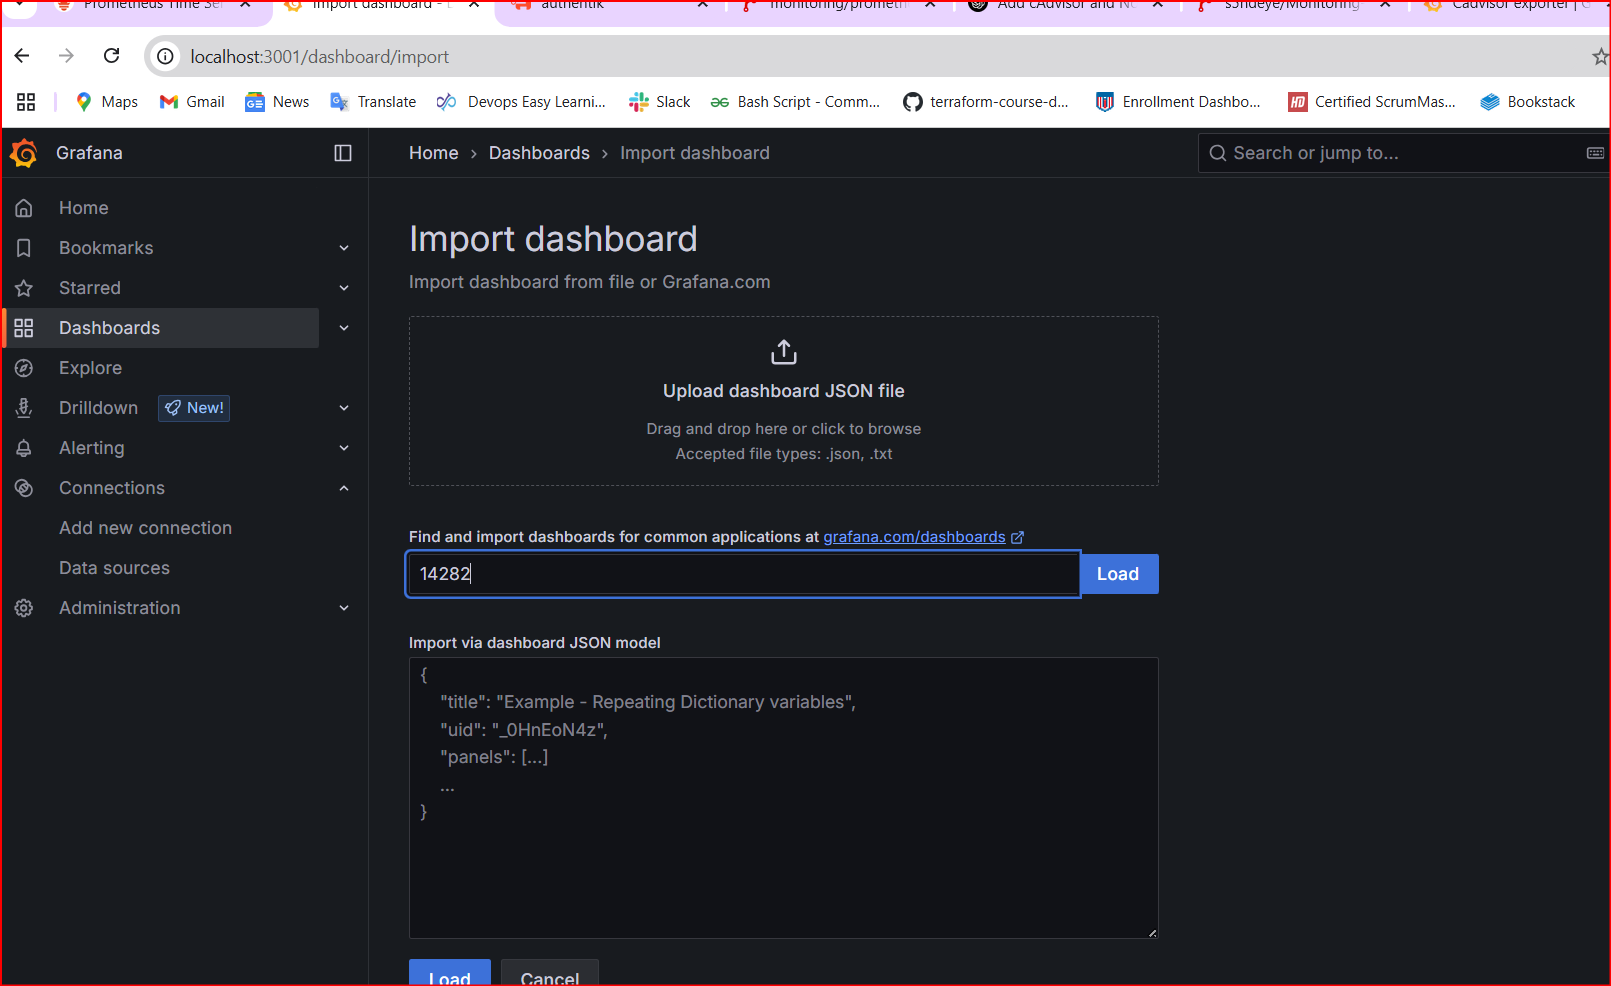 Prometheus Time Se
Import dashboard -
authentik
monitoring/prometh
Add cAdvisor and
s5ndeye/Monitoring-
Cadvisor exporter |
localhost:3001/dashboard/import
Maps
Gmail
News
Translate
Devops Easy Learni...
Slack
Bash Script - Comm...
terraform-course-d...
Enrollment Dashbo...
HD
Certified ScrumMas...
Bookstack
Grafana
Home › Dashboards › Import dashboard
Search or jump to...
Home
Bookmarks
Starred
Dashboards
Explore
Drilldown
New!
Alerting
Connections
Add new connection
Data sources
Administration
Import dashboard
Import dashboard from file or Grafana.com
Upload dashboard JSON file
Drag and drop here or click to browse
Accepted file types: .json, .txt
Find and import dashboards for common applications at grafana.com/dashboards
14282
Load
Import via dashboard JSON model
{
"title": "Example - Repeating Dictionary variables",
"uid": "_0HnEoN4z",
"panels": [...]
...
}
Load
Cancel